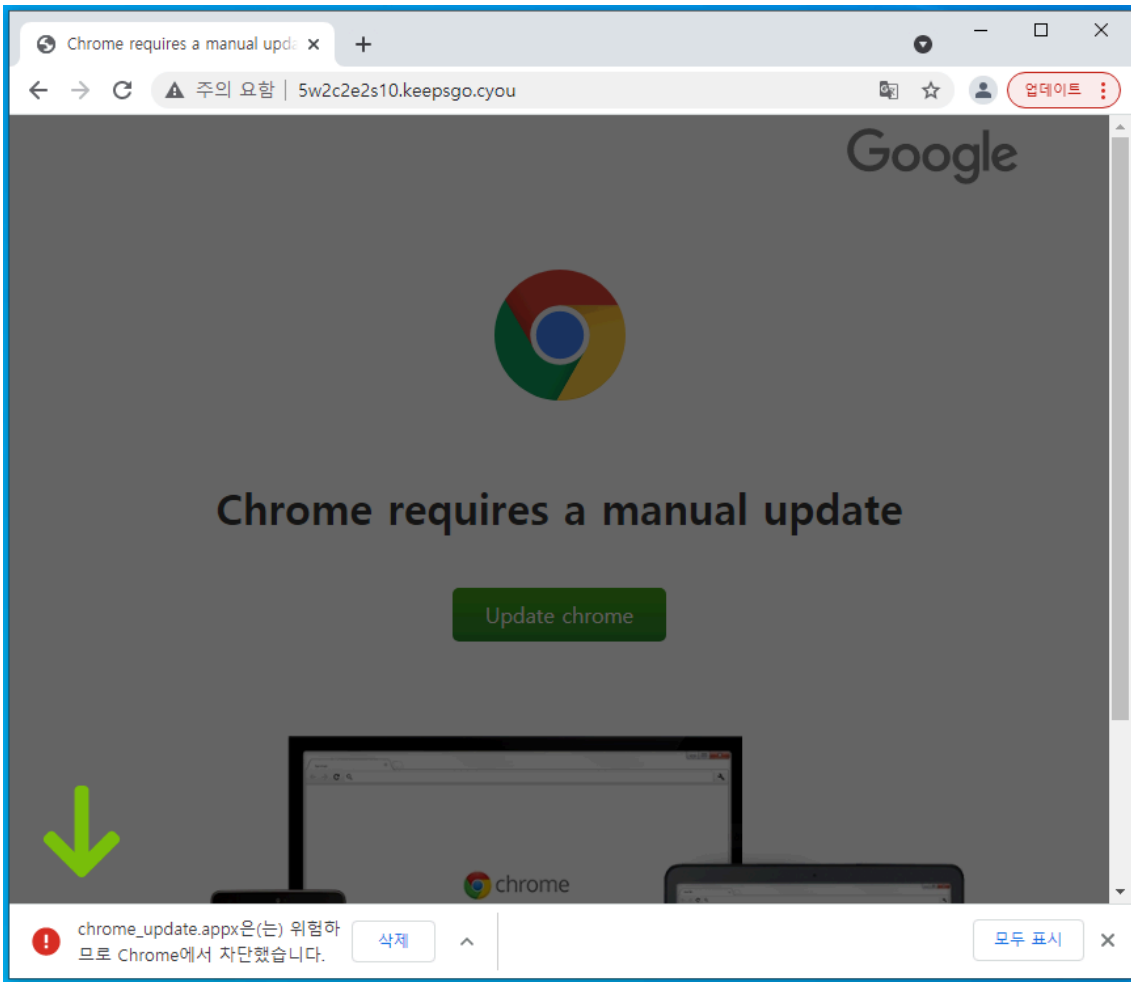 Chrome requires a manual upda
주의 요함 | 5w2c2e2s10.keepsgo.cyou
업데이트
Google
Chrome requires a manual update
Update chrome
chrome
chrome_update.appx은(는) 위험하
므로 Chrome에서 차단했습니다.
삭제
모두 표시